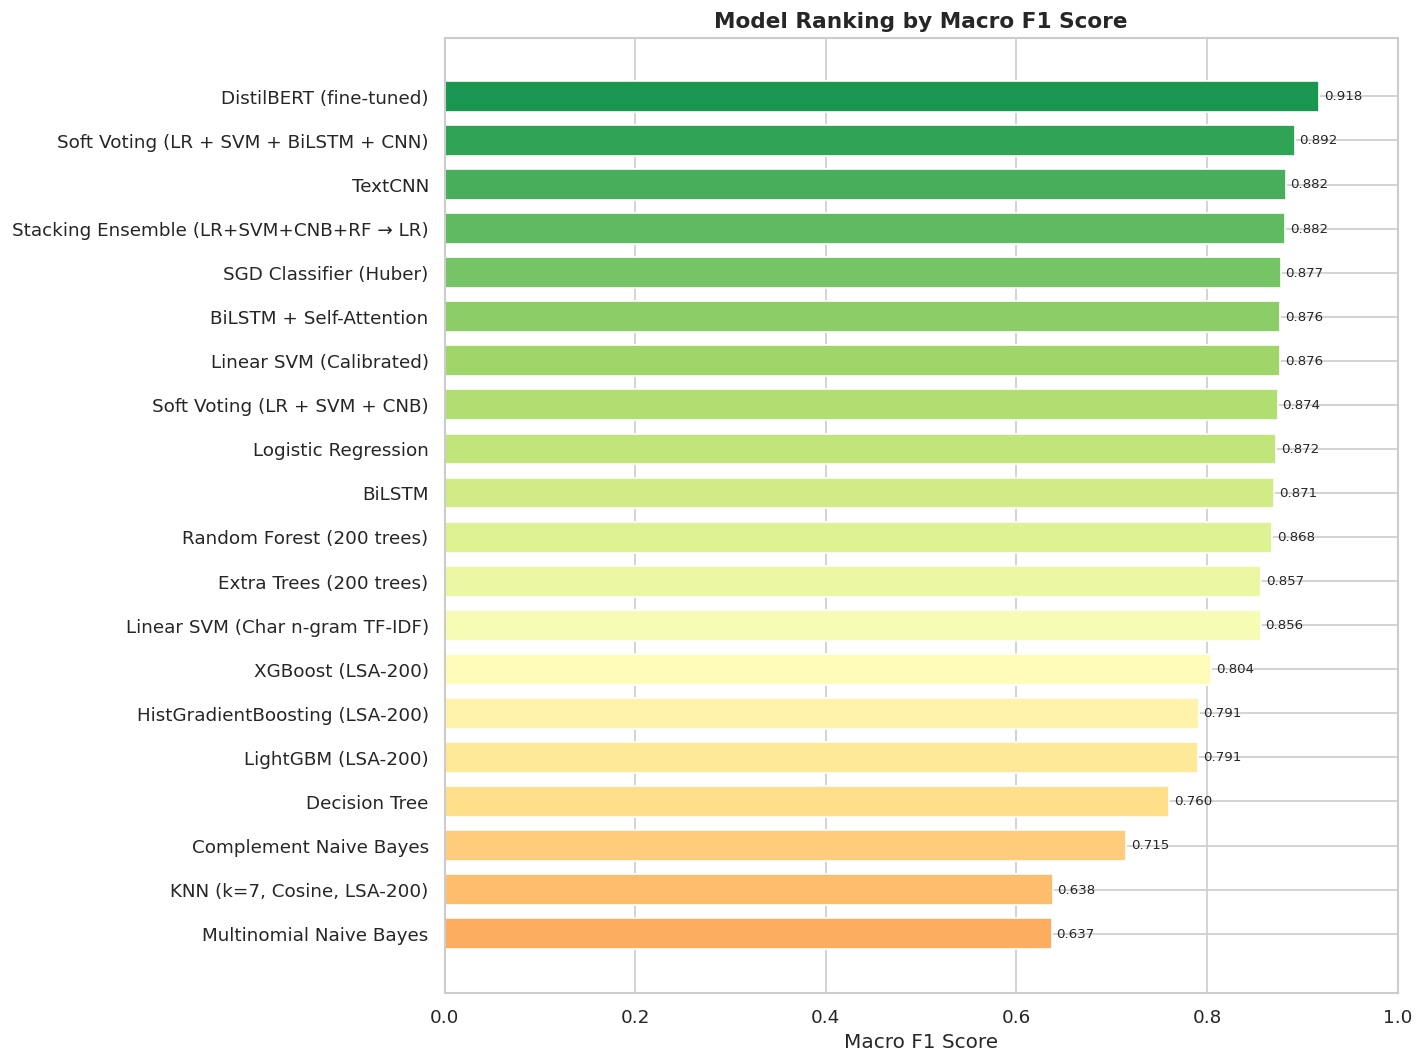 Model Ranking by Macro F1 Score
DistilBERT (fine-tuned) 0.918
Soft Voting (LR + SVM + BiLSTM + CNN) 0.892
TextCNN 0.882
Stacking Ensemble (LR+SVM+CNB+RF → LR) 0.882
SGD Classifier (Huber) 0.877
BiLSTM + Self-Attention 0.876
Linear SVM (Calibrated) 0.876
Soft Voting (LR + SVM + CNB) 0.874
Logistic Regression 0.872
BiLSTM 0.871
Random Forest (200 trees) 0.868
Extra Trees (200 trees) 0.857
Linear SVM (Char n-gram TF-IDF) 0.856
XGBoost (LSA-200) 0.804
HistGradientBoosting (LSA-200) 0.791
LightGBM (LSA-200) 0.791
Decision Tree 0.760
Complement Naive Bayes 0.715
KNN (k=7, Cosine, LSA-200) 0.638
Multinomial Naive Bayes 0.637
0.0 0.2 0.4 0.6 0.8 1.0
Macro F1 Score